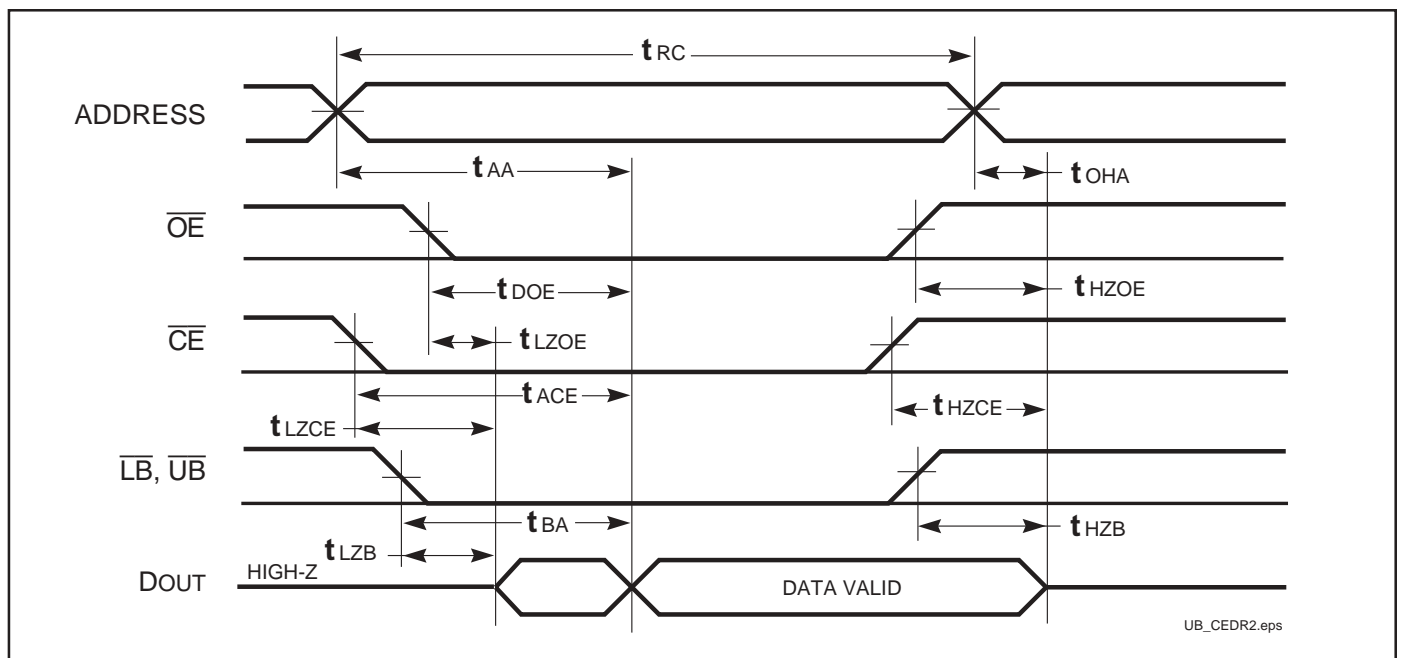 tRC
ADDRESS
tAA
tOHA
OE
tDOE
tHZOE
CE
tLZOE
tACE
tHZCE
tLZCE
LB, UB
tBA
tHZB
tLZB
DOUT
HIGH-Z
DATA VALID
UB_CEDR2.eps